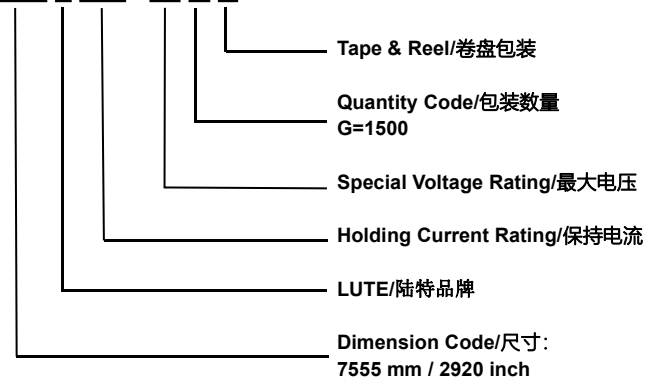 Tape & Reel/卷盘包装
Quantity Code/包装数量
G=1500
Special Voltage Rating/最大电压
Holding Current Rating/保持电流
LUTE/陆特品牌
Dimension Code/尺寸：
7555 mm / 2920 inch